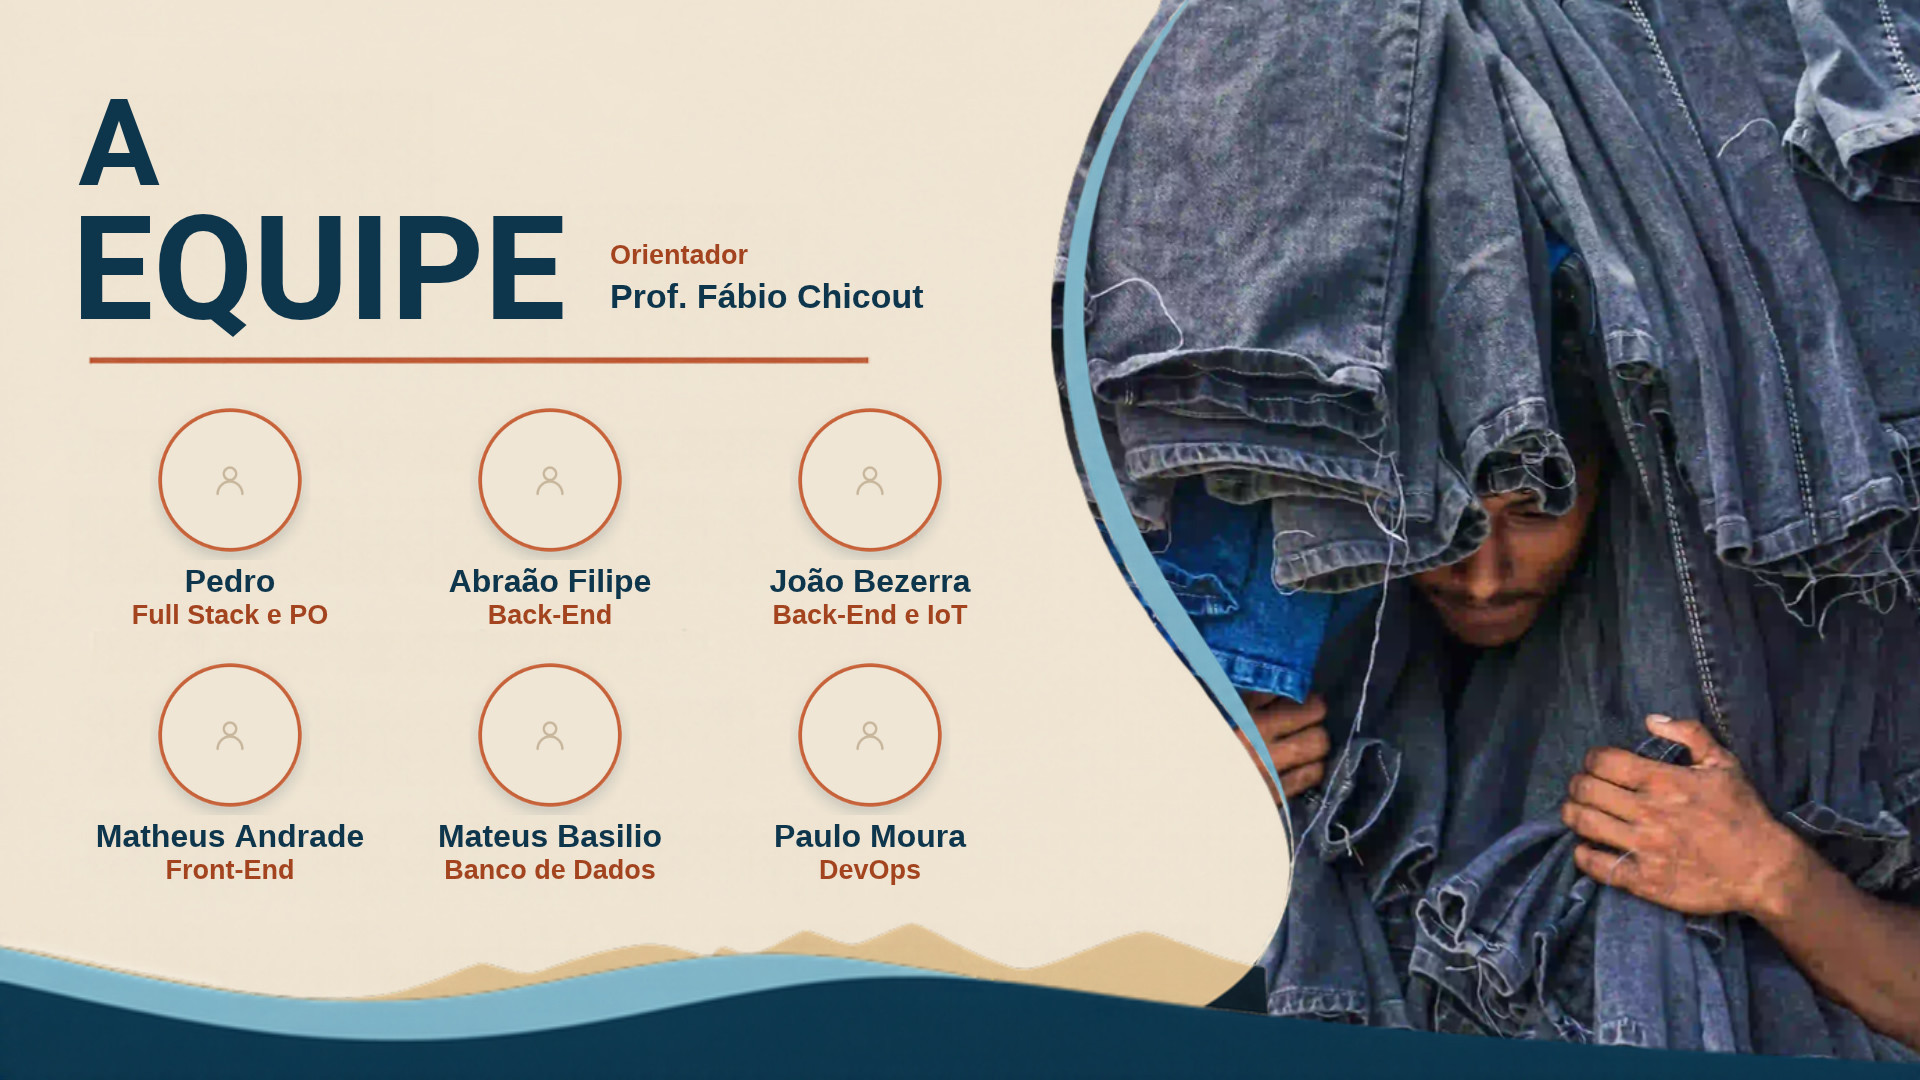 A
EQUIPE
Orientador
Prof. Fábio Chicout
Pedro
Full Stack e PO
Abraão Filipe
Back-End
João Bezerra
Back-End e IoT
Matheus Andrade
Front-End
Mateus Basilio
Banco de Dados
Paulo Moura
DevOps